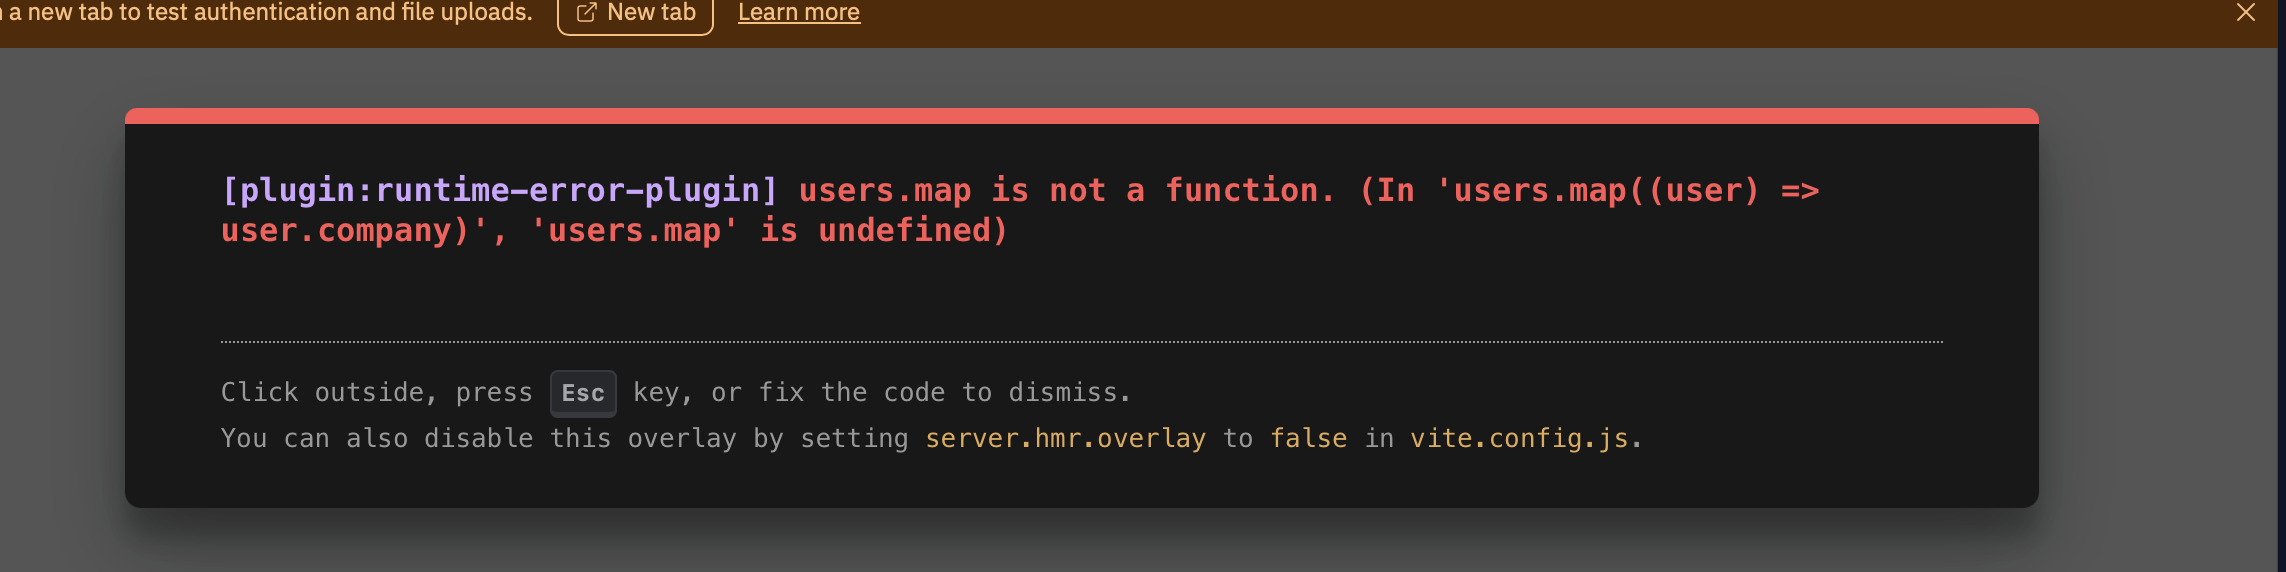 a new tab to test authentication and file uploads. New tab Learn more
[plugin:runtime-error-plugin] users.map is not a function. (In 'users.map((user) =>
user.company)', 'users.map' is undefined)
Click outside, press Esc key, or fix the code to dismiss.
You can also disable this overlay by setting server.hmr.overlay to false in vite.config.js.